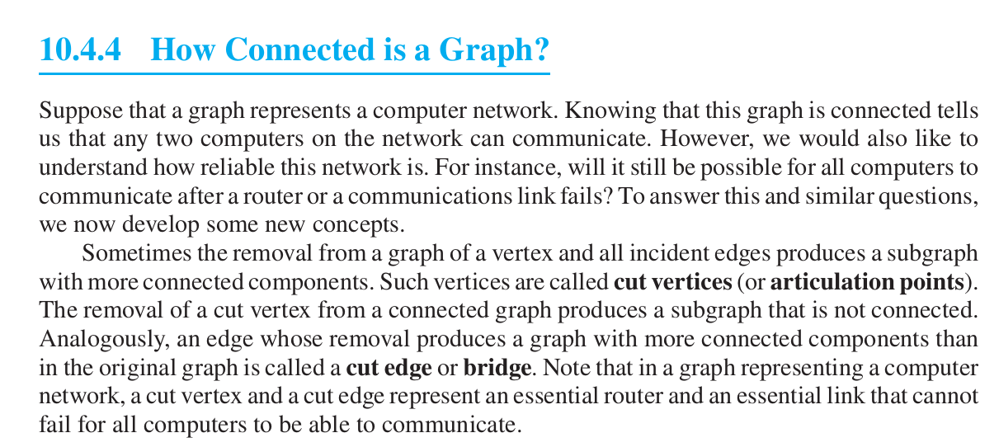 10.4.4 How Connected is a Graph?
Suppose that a graph represents a computer network. Knowing that this graph is connected tells
us that any two computers on the network can communicate. However, we would also like to
understand how reliable this network is. For instance, will it still be possible for all computers to
communicate after a router or a communications link fails? To answer this and similar questions,
we now develop some new concepts.
Sometimes the removal from a graph of a vertex and all incident edges produces a subgraph
with more connected components. Such vertices are called cut vertices (or articulation points).
The removal of a cut vertex from a connected graph produces a subgraph that is not connected.
Analogously, an edge whose removal produces a graph with more connected components than
in the original graph is called a cut edge or bridge. Note that in a graph representing a computer
network, a cut vertex and a cut edge represent an essential router and an essential link that cannot
fail for all computers to be able to communicate.